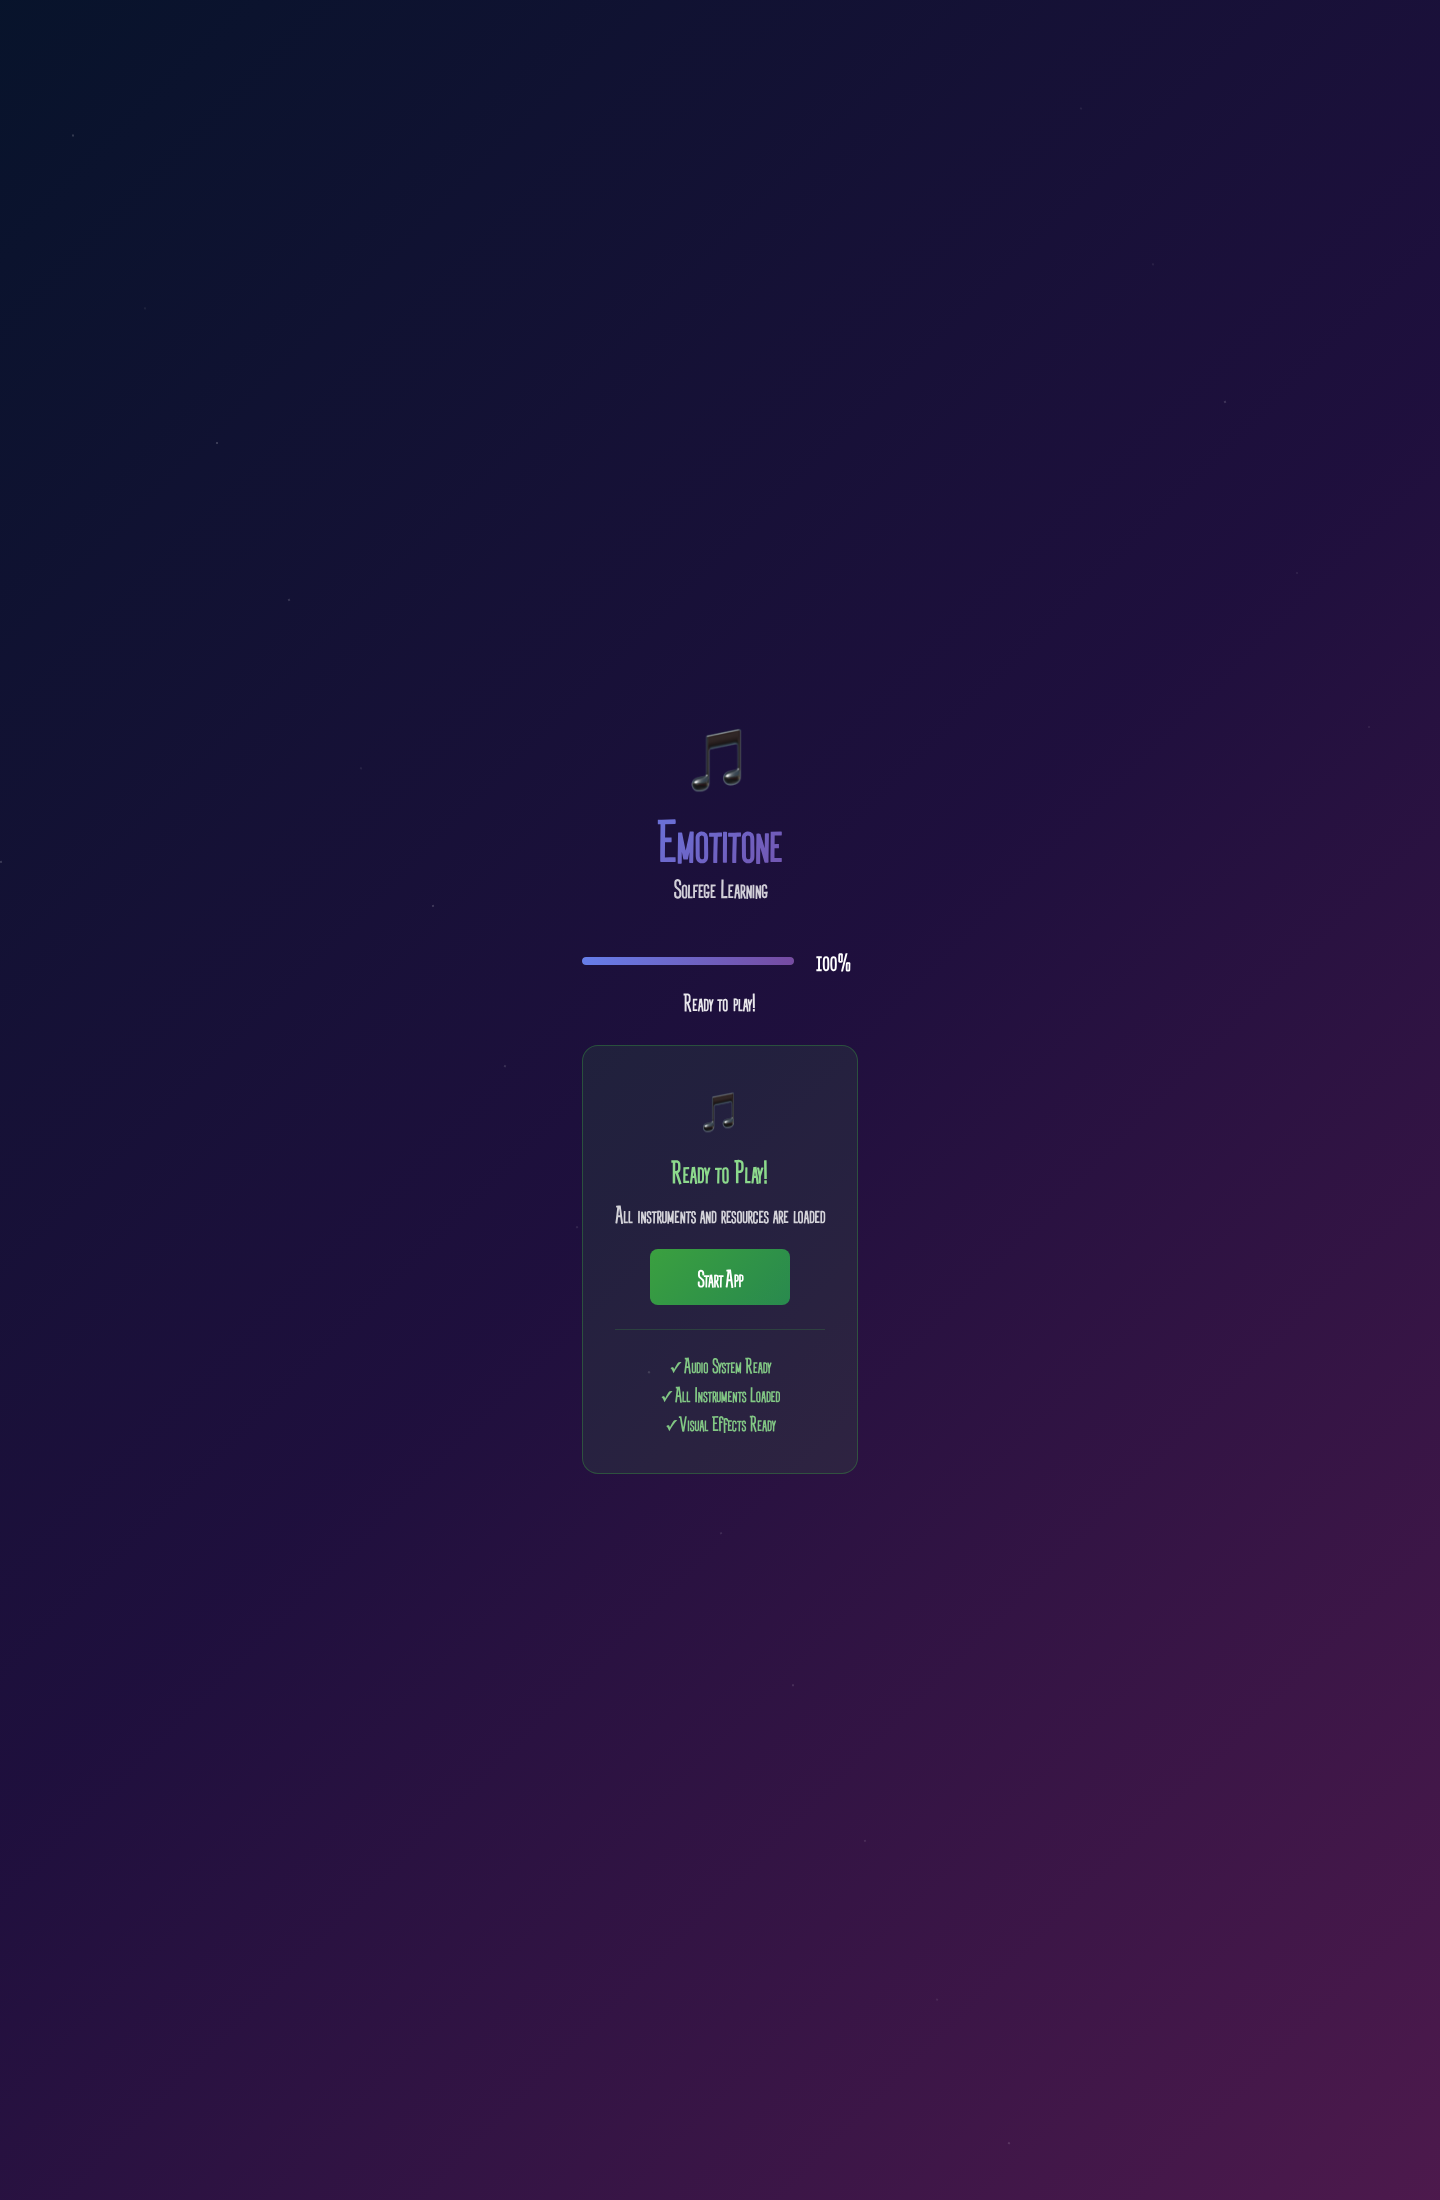 Emotitone
Solfege Learning
100%
Ready to play!
Ready to Play!
All instruments and resources are loaded
Start App
✓ Audio System Ready
✓ All Instruments Loaded
✓ Visual Effects Ready